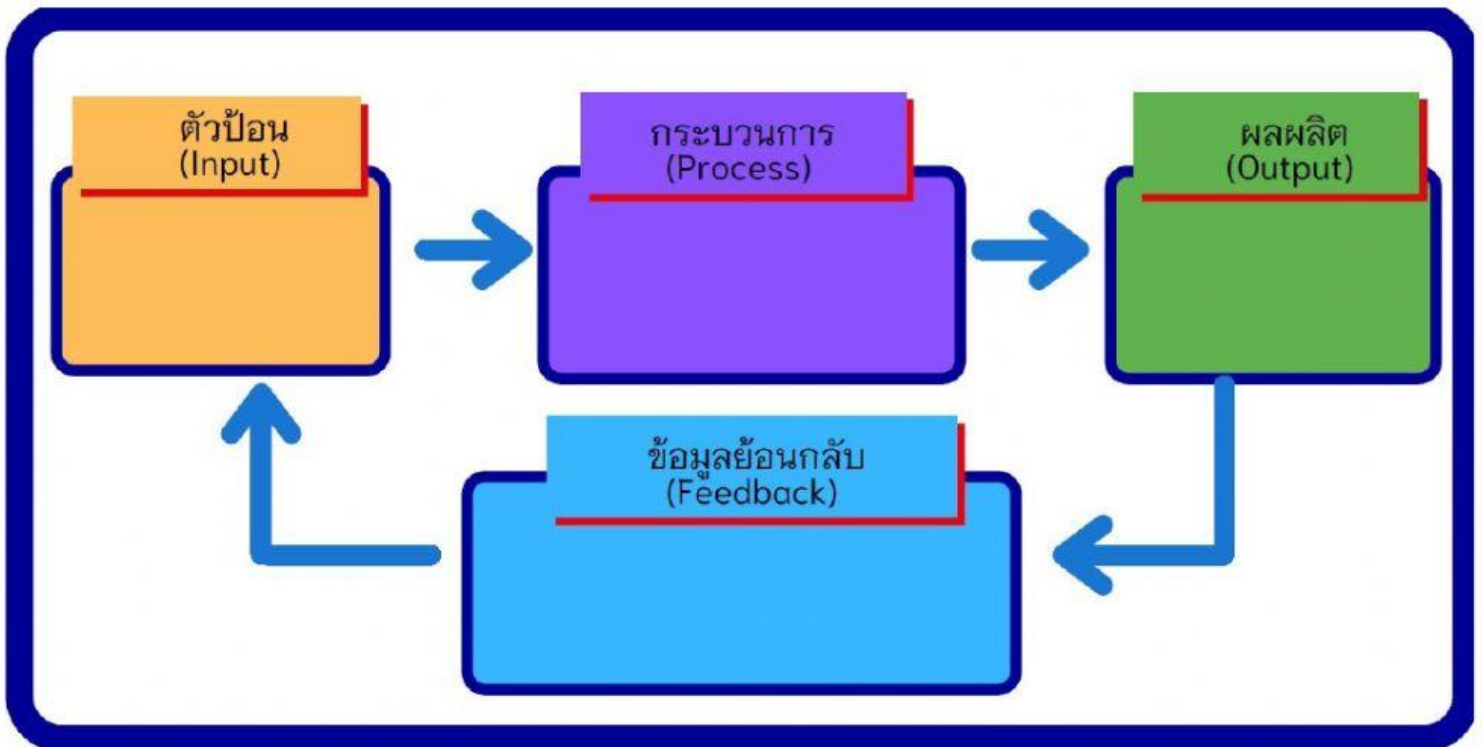 ตัวป้อน
(Input)
กระบวนการ
(Process)
ผลผลิต
(Output)
ข้อมูลย้อนกลับ
(Feedback)